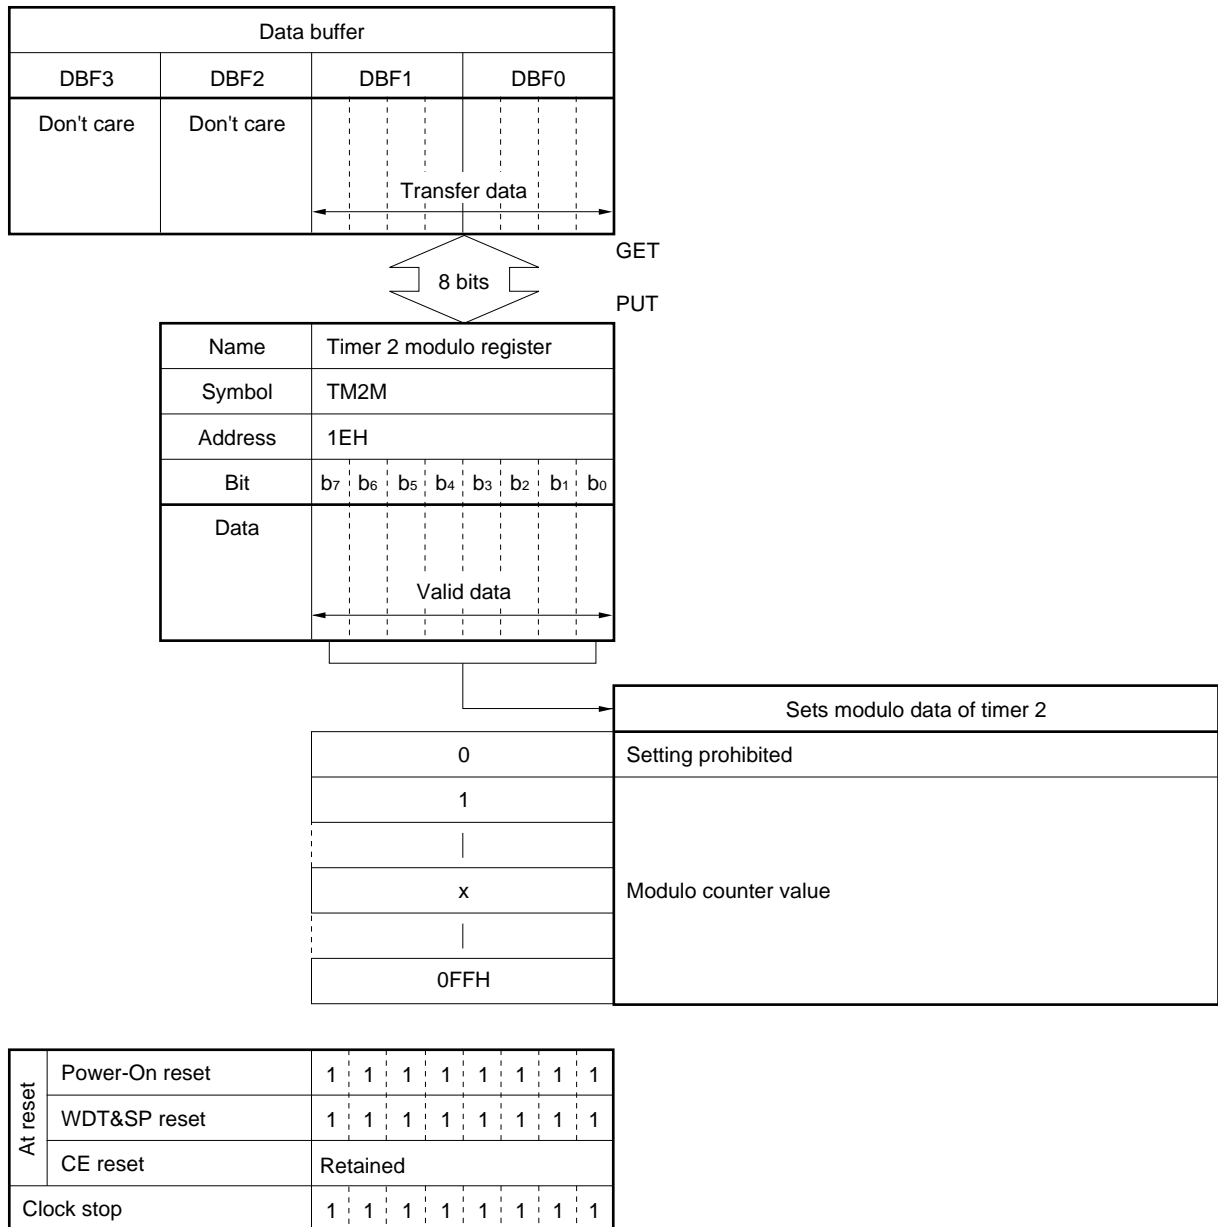 Data buffer
DBF3 DBF2 DBF1 DBF0
Don't care Don't care
Transfer data
GET
8 bits
PUT
Name Timer 2 modulo register
Symbol TM2M
Address 1EH
Bit b7 b6 b5 b4 b3 b2 b1 b0
Data
Valid data
Sets modulo data of timer 2
0 Setting prohibited
1
x Modulo counter value
0FFH
At reset
Power-On reset 1 1 1 1 1 1 1 1
WDT&SP reset 1 1 1 1 1 1 1 1
CE reset Retained
Clock stop 1 1 1 1 1 1 1 1